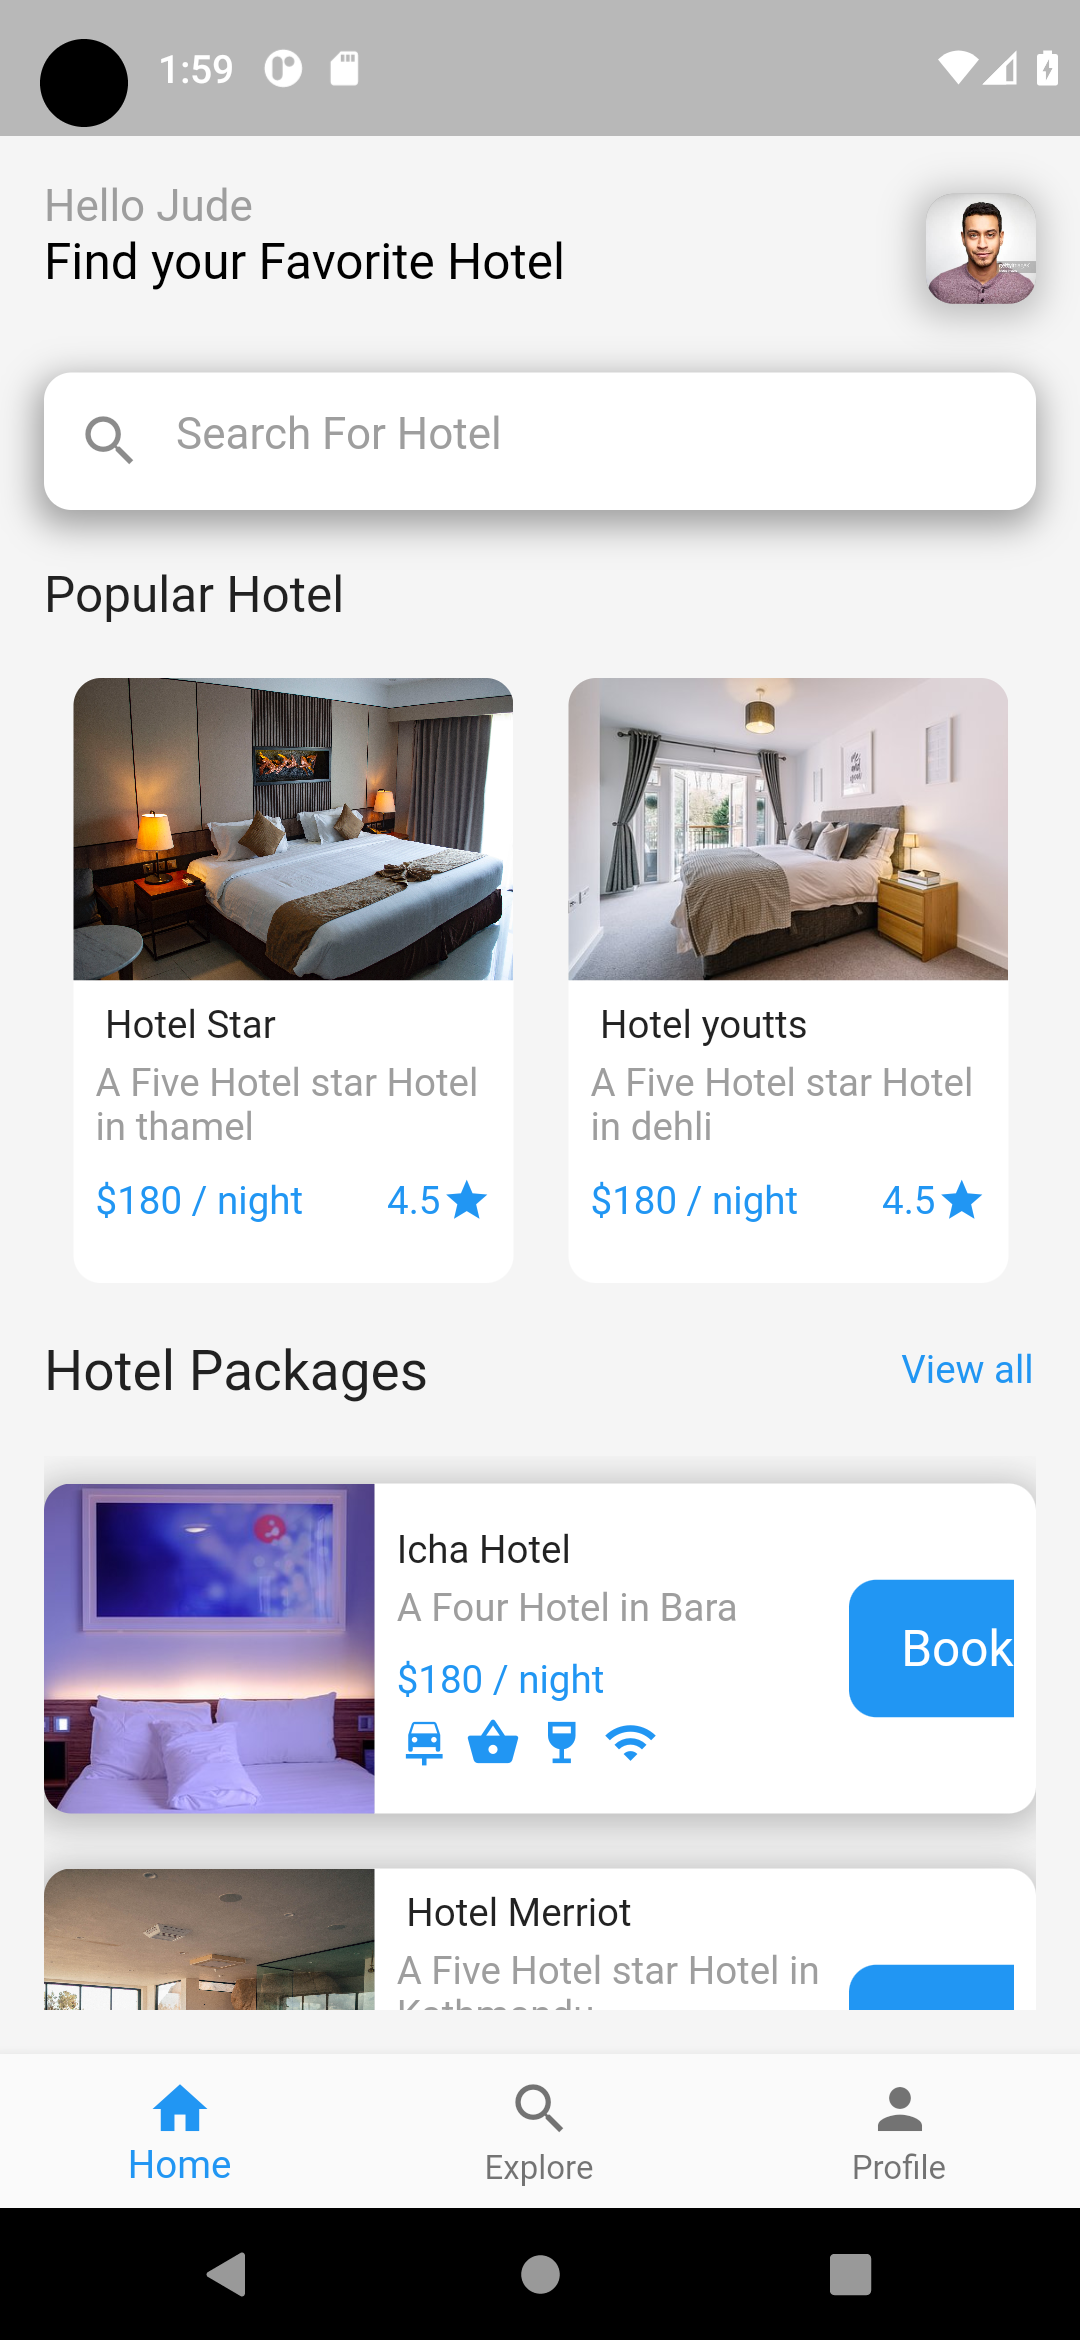 1:59
Hello Jude
Find your Favorite Hotel
Search For Hotel
Popular Hotel
Hotel Star
A Five Hotel star Hotel
in thamel
$180 / night 4.5
Hotel youtts
A Five Hotel star Hotel
in dehli
$180 / night 4.5
Hotel Packages
View all
Icha Hotel
A Four Hotel in Bara
$180 / night
Book
Hotel Merriot
A Five Hotel star Hotel in
Kathmandu
Home
Explore
Profile